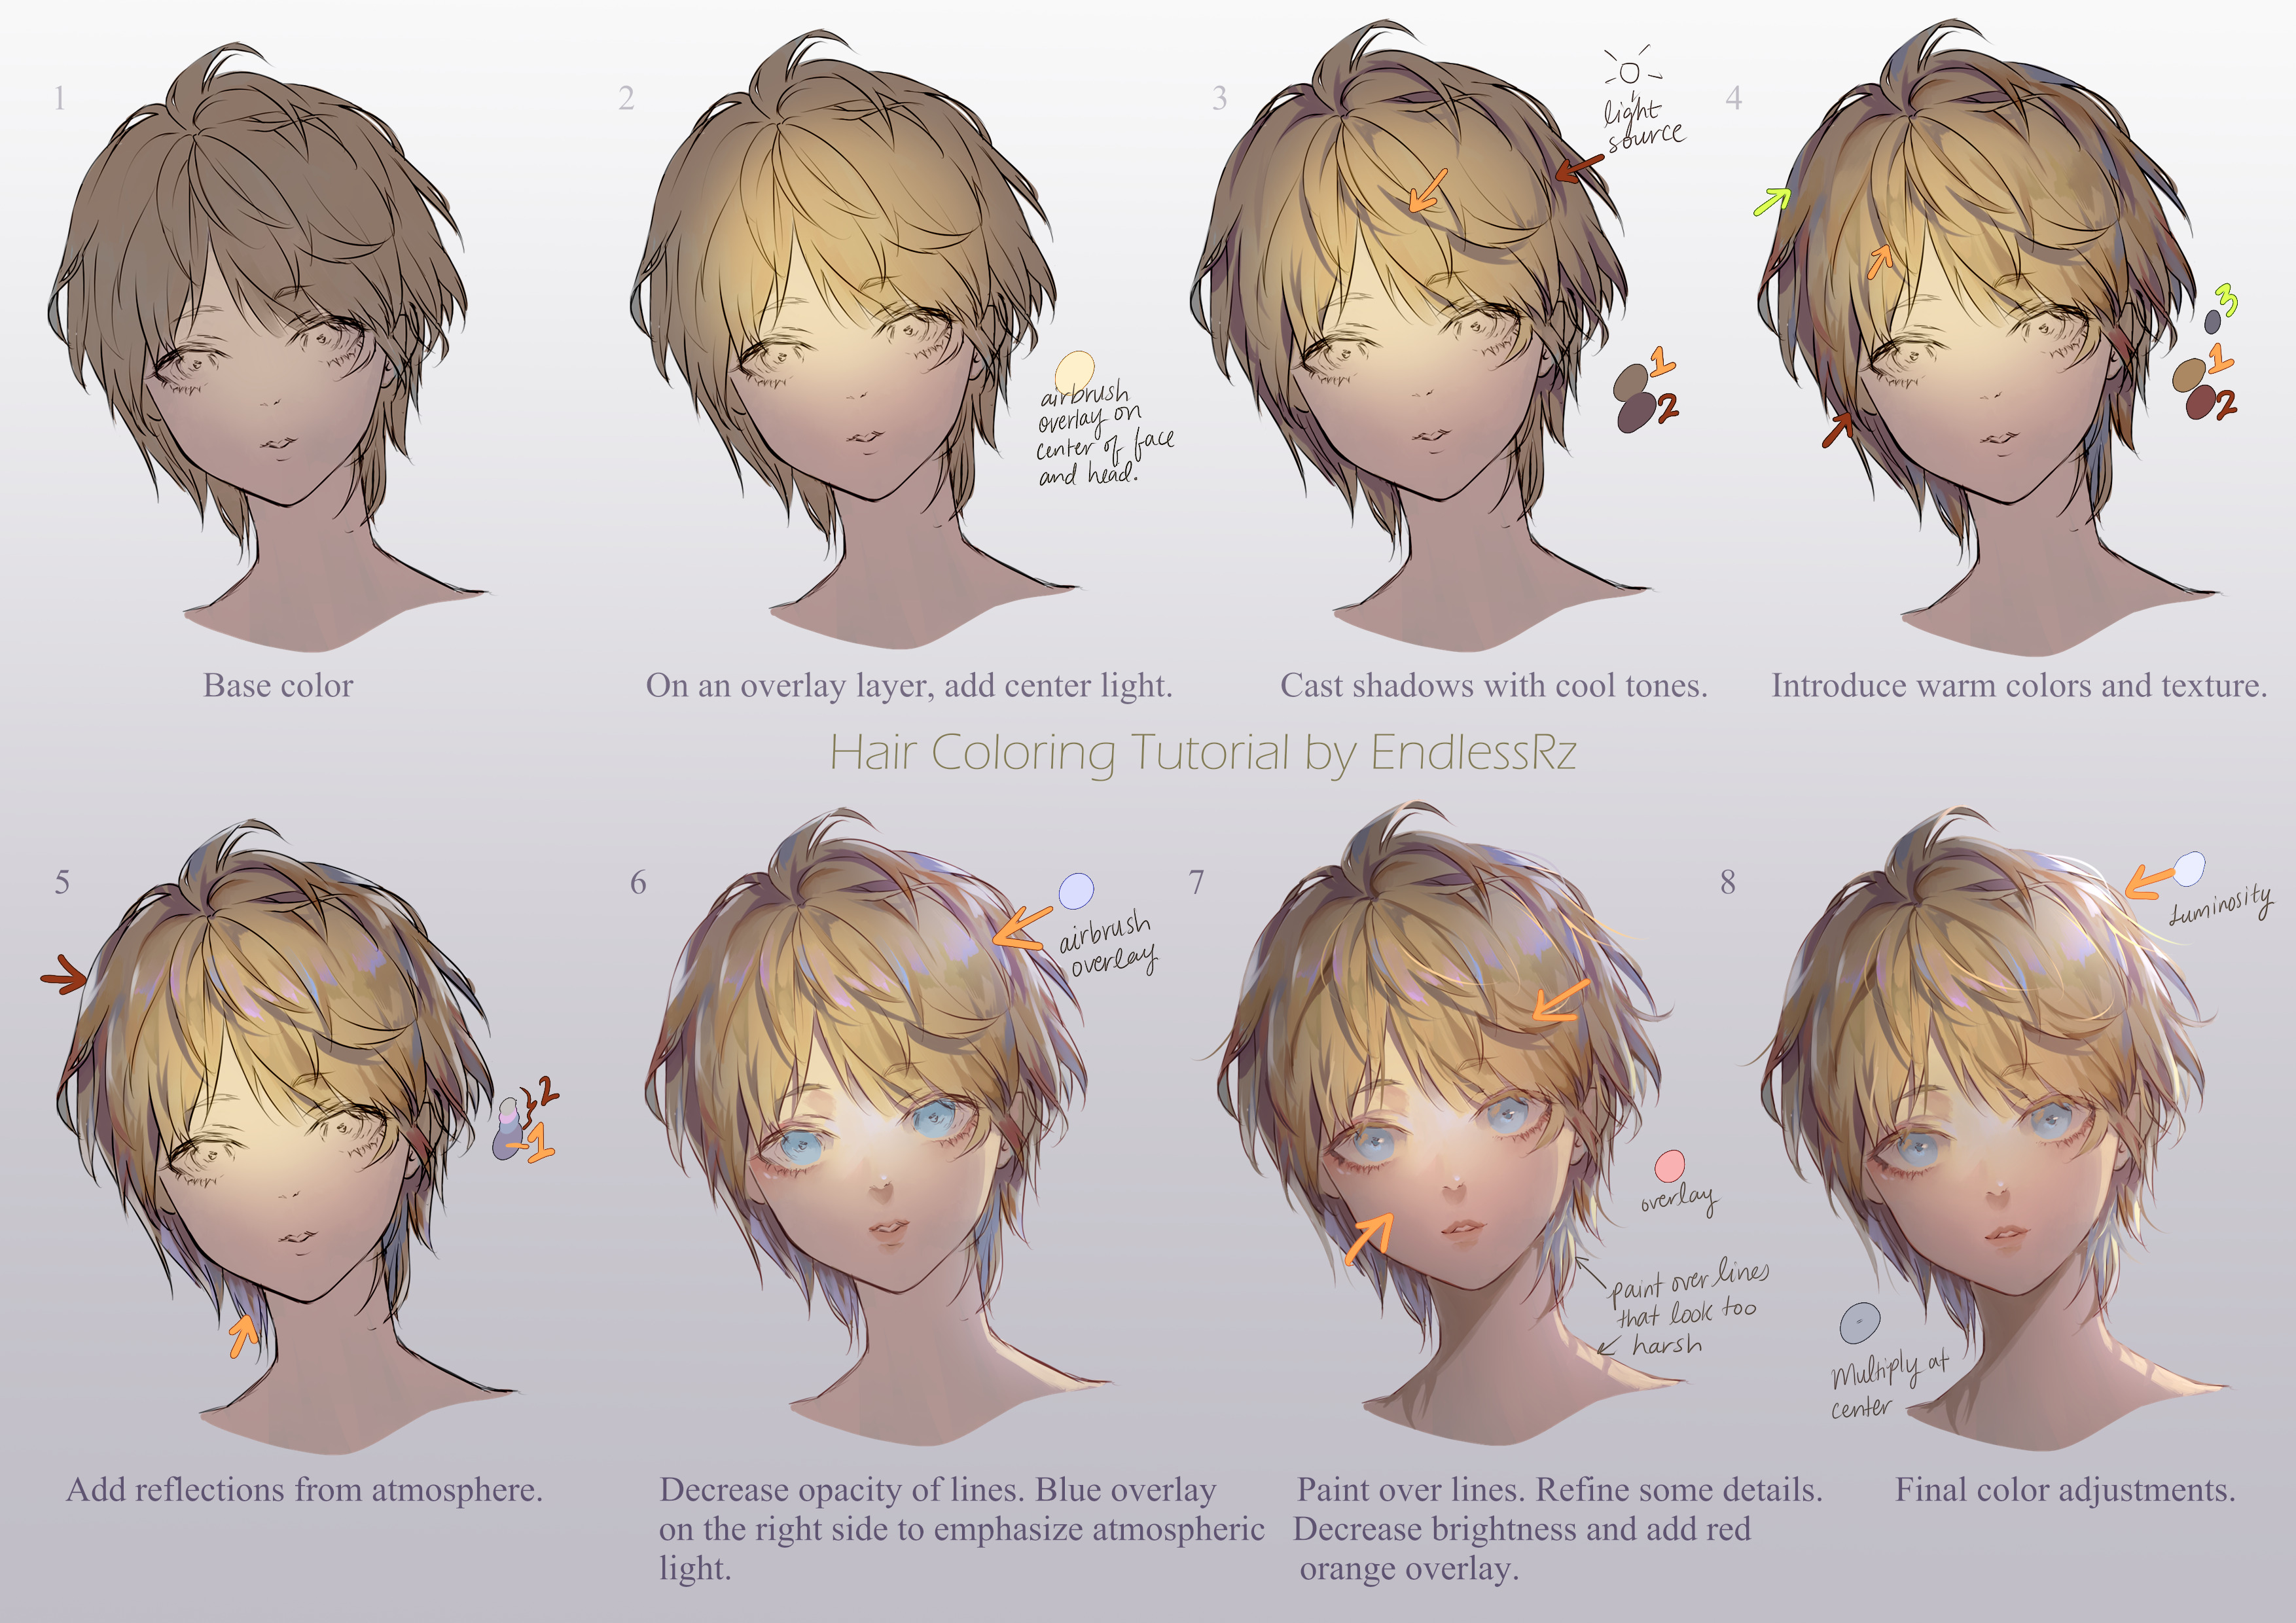 1
2
3
4
light
source
airbrush
overlay on
center of face
and head.
1
2
3
1
2
Base color
On an overlay layer, add center light.
Cast shadows with cool tones.
Introduce warm colors and texture.
Hair Coloring Tutorial by EndlessRz
5
6
7
8
airbrush
overlay
Luminosity
2
1
overlay
paint over lines
that look too
harsh
Multiply at
center
Add reflections from atmosphere.
Decrease opacity of lines. Blue overlay
on the right side to emphasize atmospheric
light.
Paint over lines. Refine some details.
Decrease brightness and add red
orange overlay.
Final color adjustments.